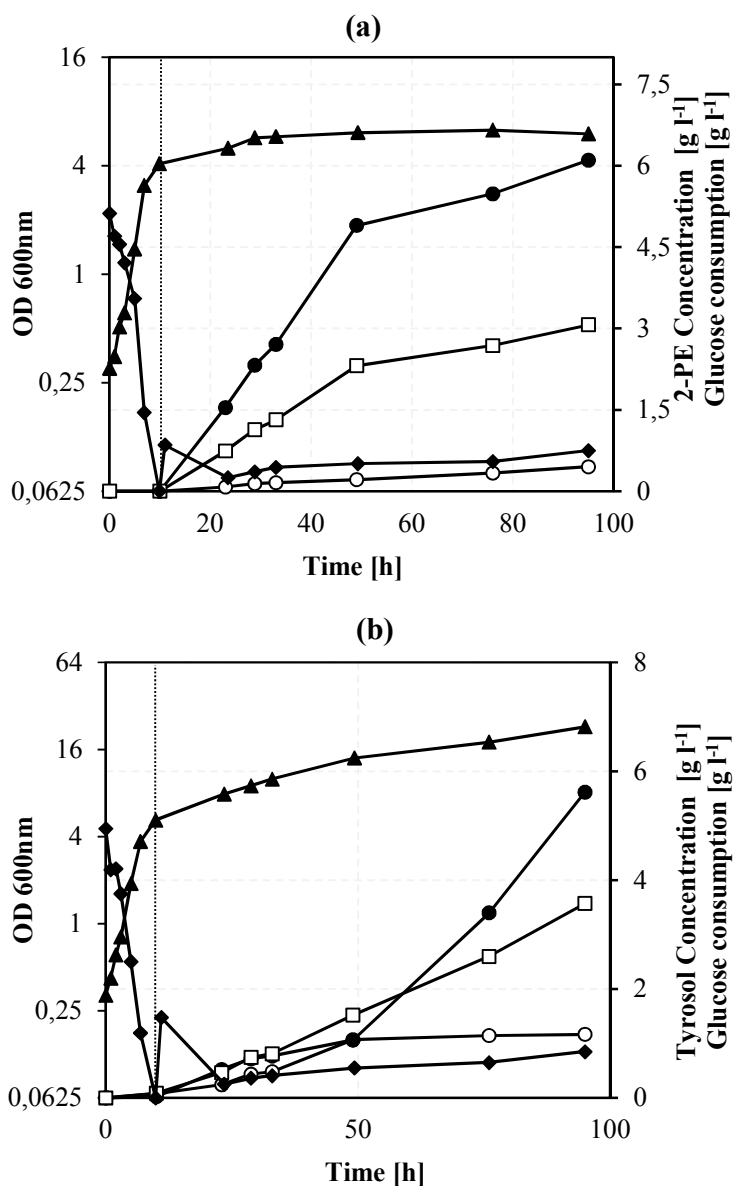 (a)
16
4
1
0,25
0,0625
OD 600nm
7,5
6
4,5
3
1,5
0
2-PE Concentration [g l-1]
Glucose consumption [g l-1]
0 20 40 60 80 100
Time [h]
(b)
64
16
4
1
0,25
0,0625
OD 600nm
8
6
4
2
0
Tyrosol Concentration [g l-1]
Glucose consumption [g l-1]
0 50 100
Time [h]